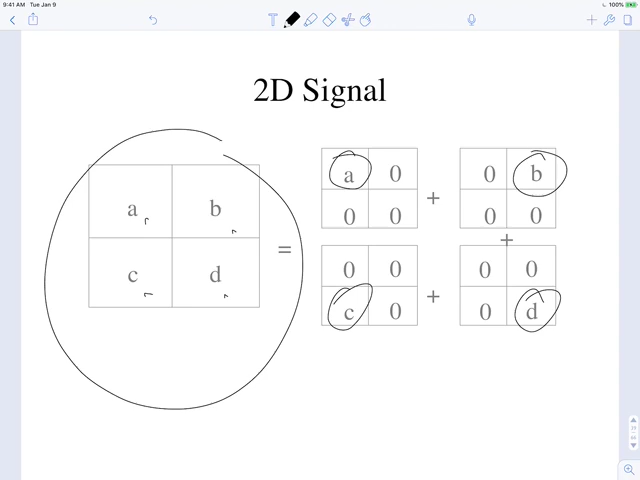 9:41 AM Tue Jan 9
100%
T
2D Signal
a b
c d
=
a 0
0 0
+
0 b
0 0
+
0 0
c 0
+
0 0
0 d